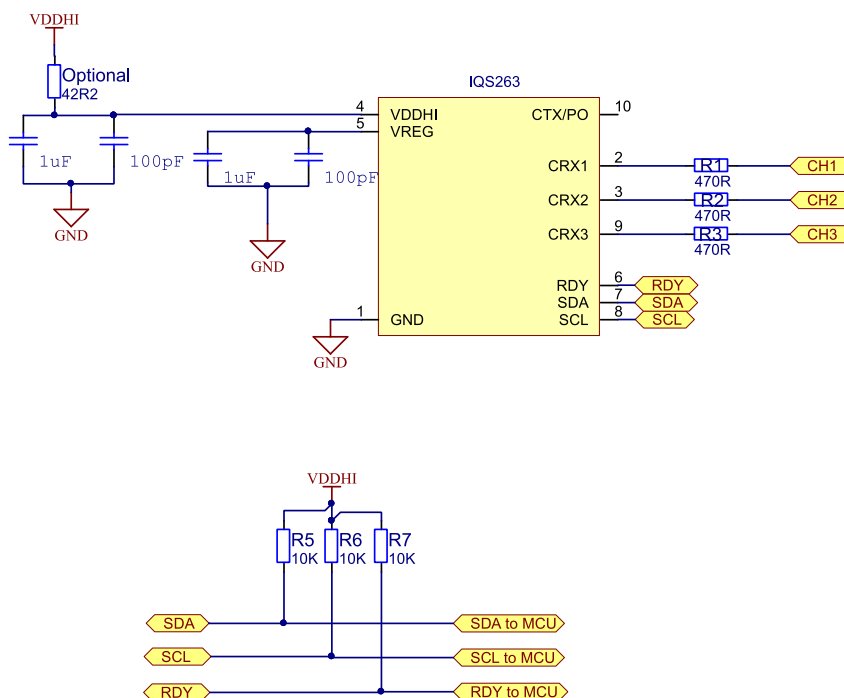 VDDHI
Optional
42R2
1uF
100pF
1uF
100pF
GND
GND
GND
IQS263
4 VDDHI
5 VREG
1 GND
CTX/PO 10
CRX1 2 R1 470R CH1
CRX2 3 R2 470R CH2
CRX3 9 R3 470R CH3
RDY 6 RDY
SDA 7 SDA
SCL 8 SCL
VDDHI
R5 R6 R7
10K 10K 10K
SDA SDA to MCU
SCL SCL to MCU
RDY RDY to MCU